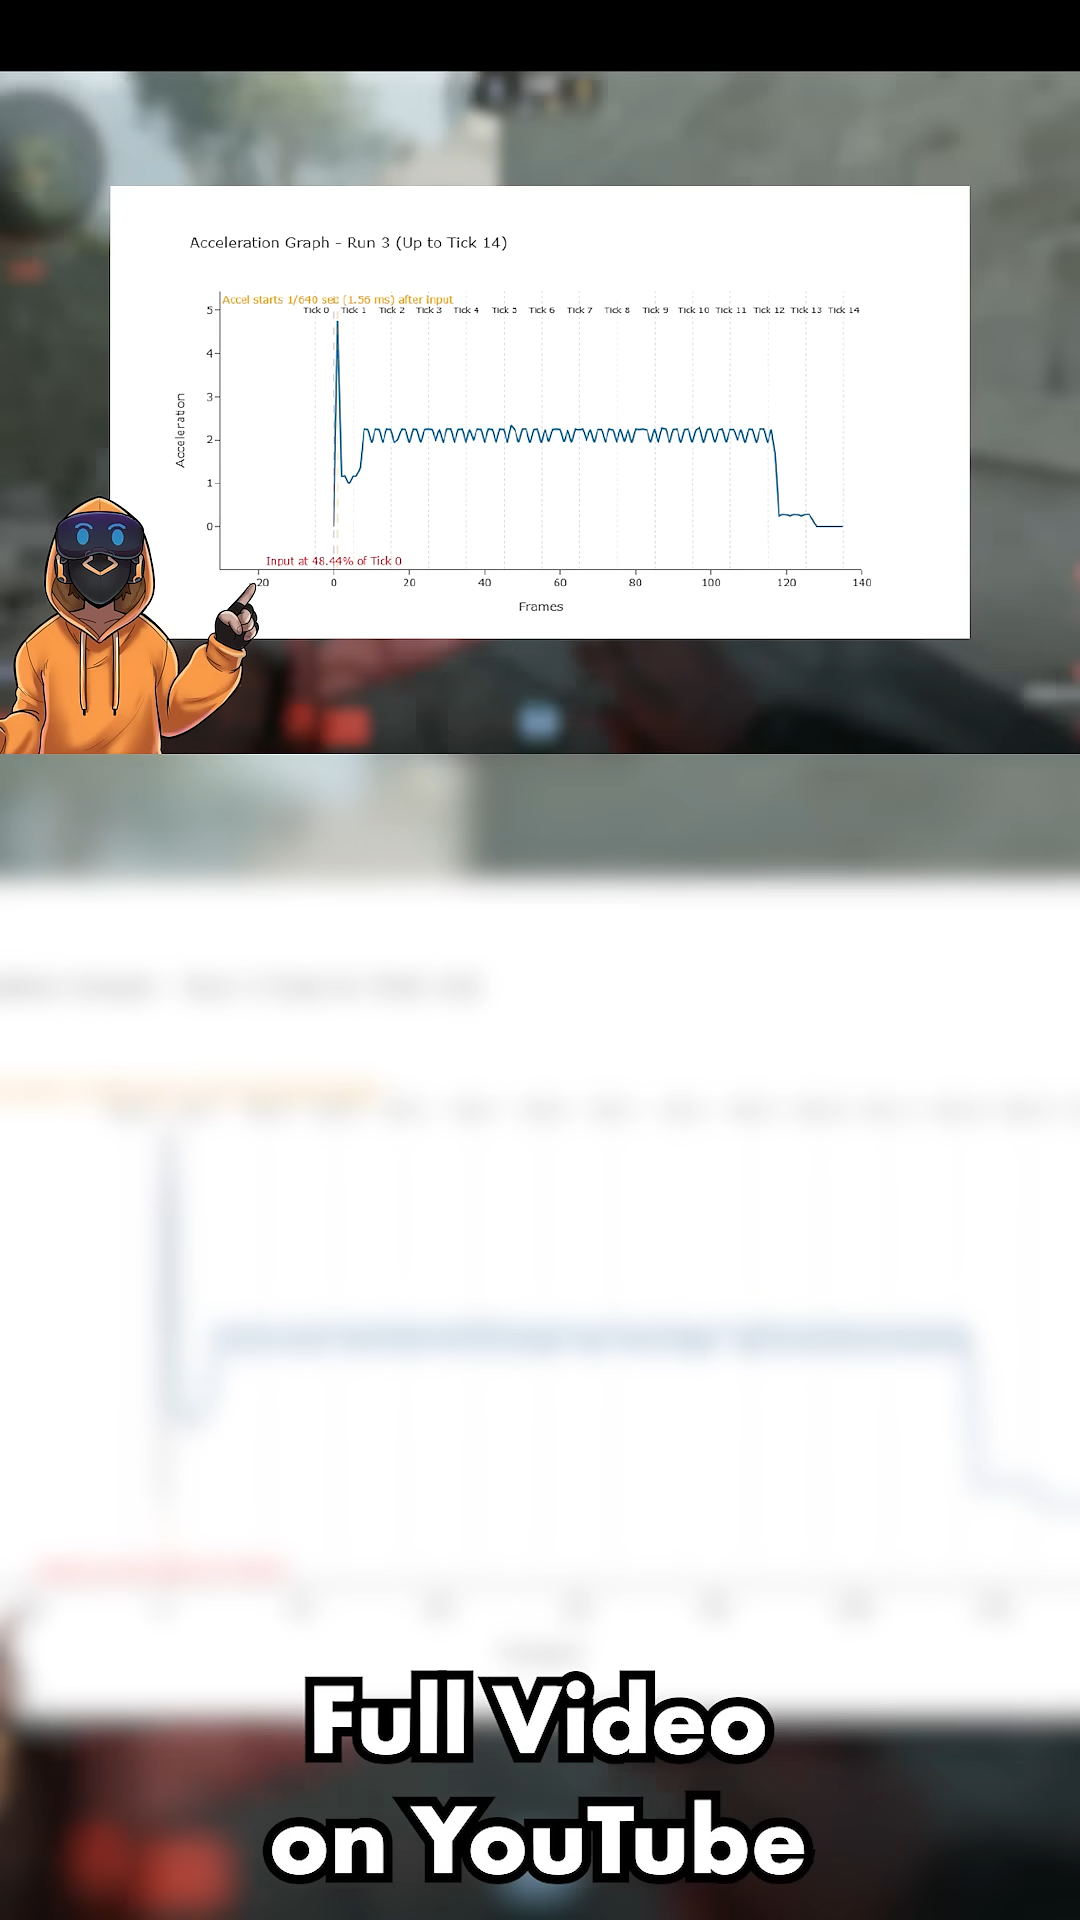 Acceleration Graph - Run 3 (Up to Tick 14)
Accel starts 1/640 sec (1.56 ms) after input
Tick 0 Tick 1 Tick 2 Tick 3 Tick 4 Tick 5 Tick 6 Tick 7 Tick 8 Tick 9 Tick 10 Tick 11 Tick 12 Tick 13 Tick 14
5
4
3
2
1
0
Acceleration
Input at 48.44% of Tick 0
-20 0 20 40 60 80 100 120 140
Frames
Full Video
on YouTube